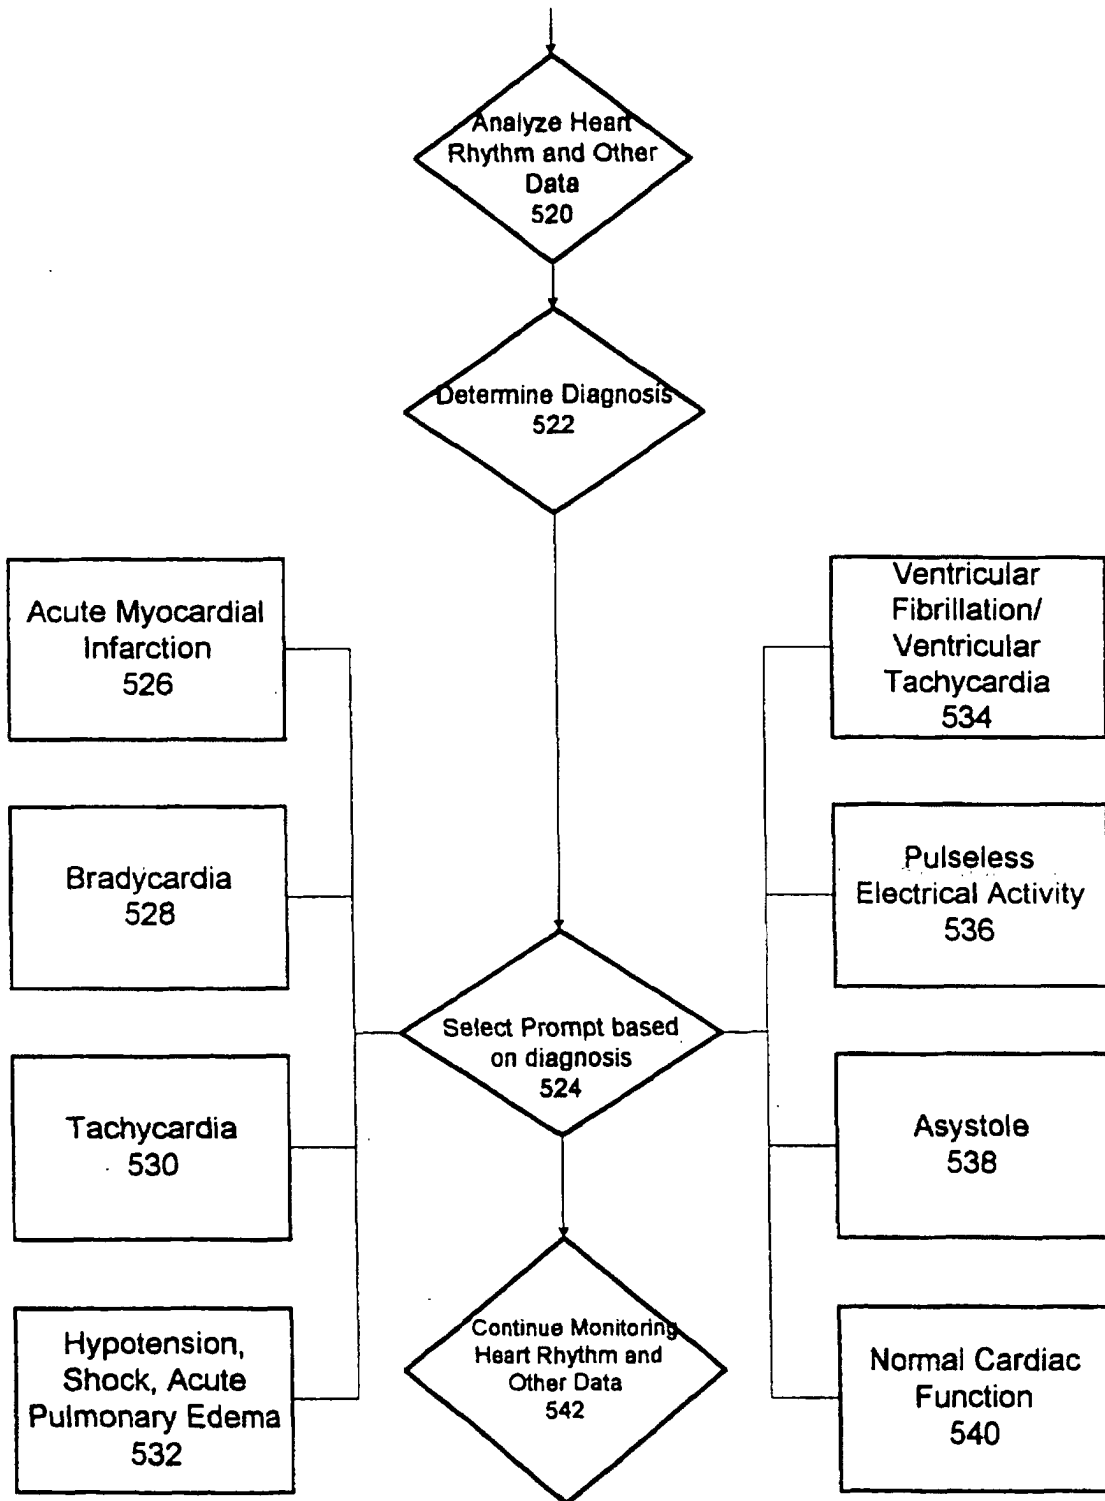 Analyze Heart
Rhythm and Other
Data
520
Determine Diagnosis
522
Acute Myocardial
Infarction
526
Bradycardia
528
Tachycardia
530
Hypotension,
Shock, Acute
Pulmonary Edema
532
Select Prompt based
on diagnosis
524
Continue Monitoring
Heart Rhythm and
Other Data
542
Ventricular
Fibrillation/
Ventricular
Tachycardia
534
Pulseless
Electrical Activity
536
Asystole
538
Normal Cardiac
Function
540